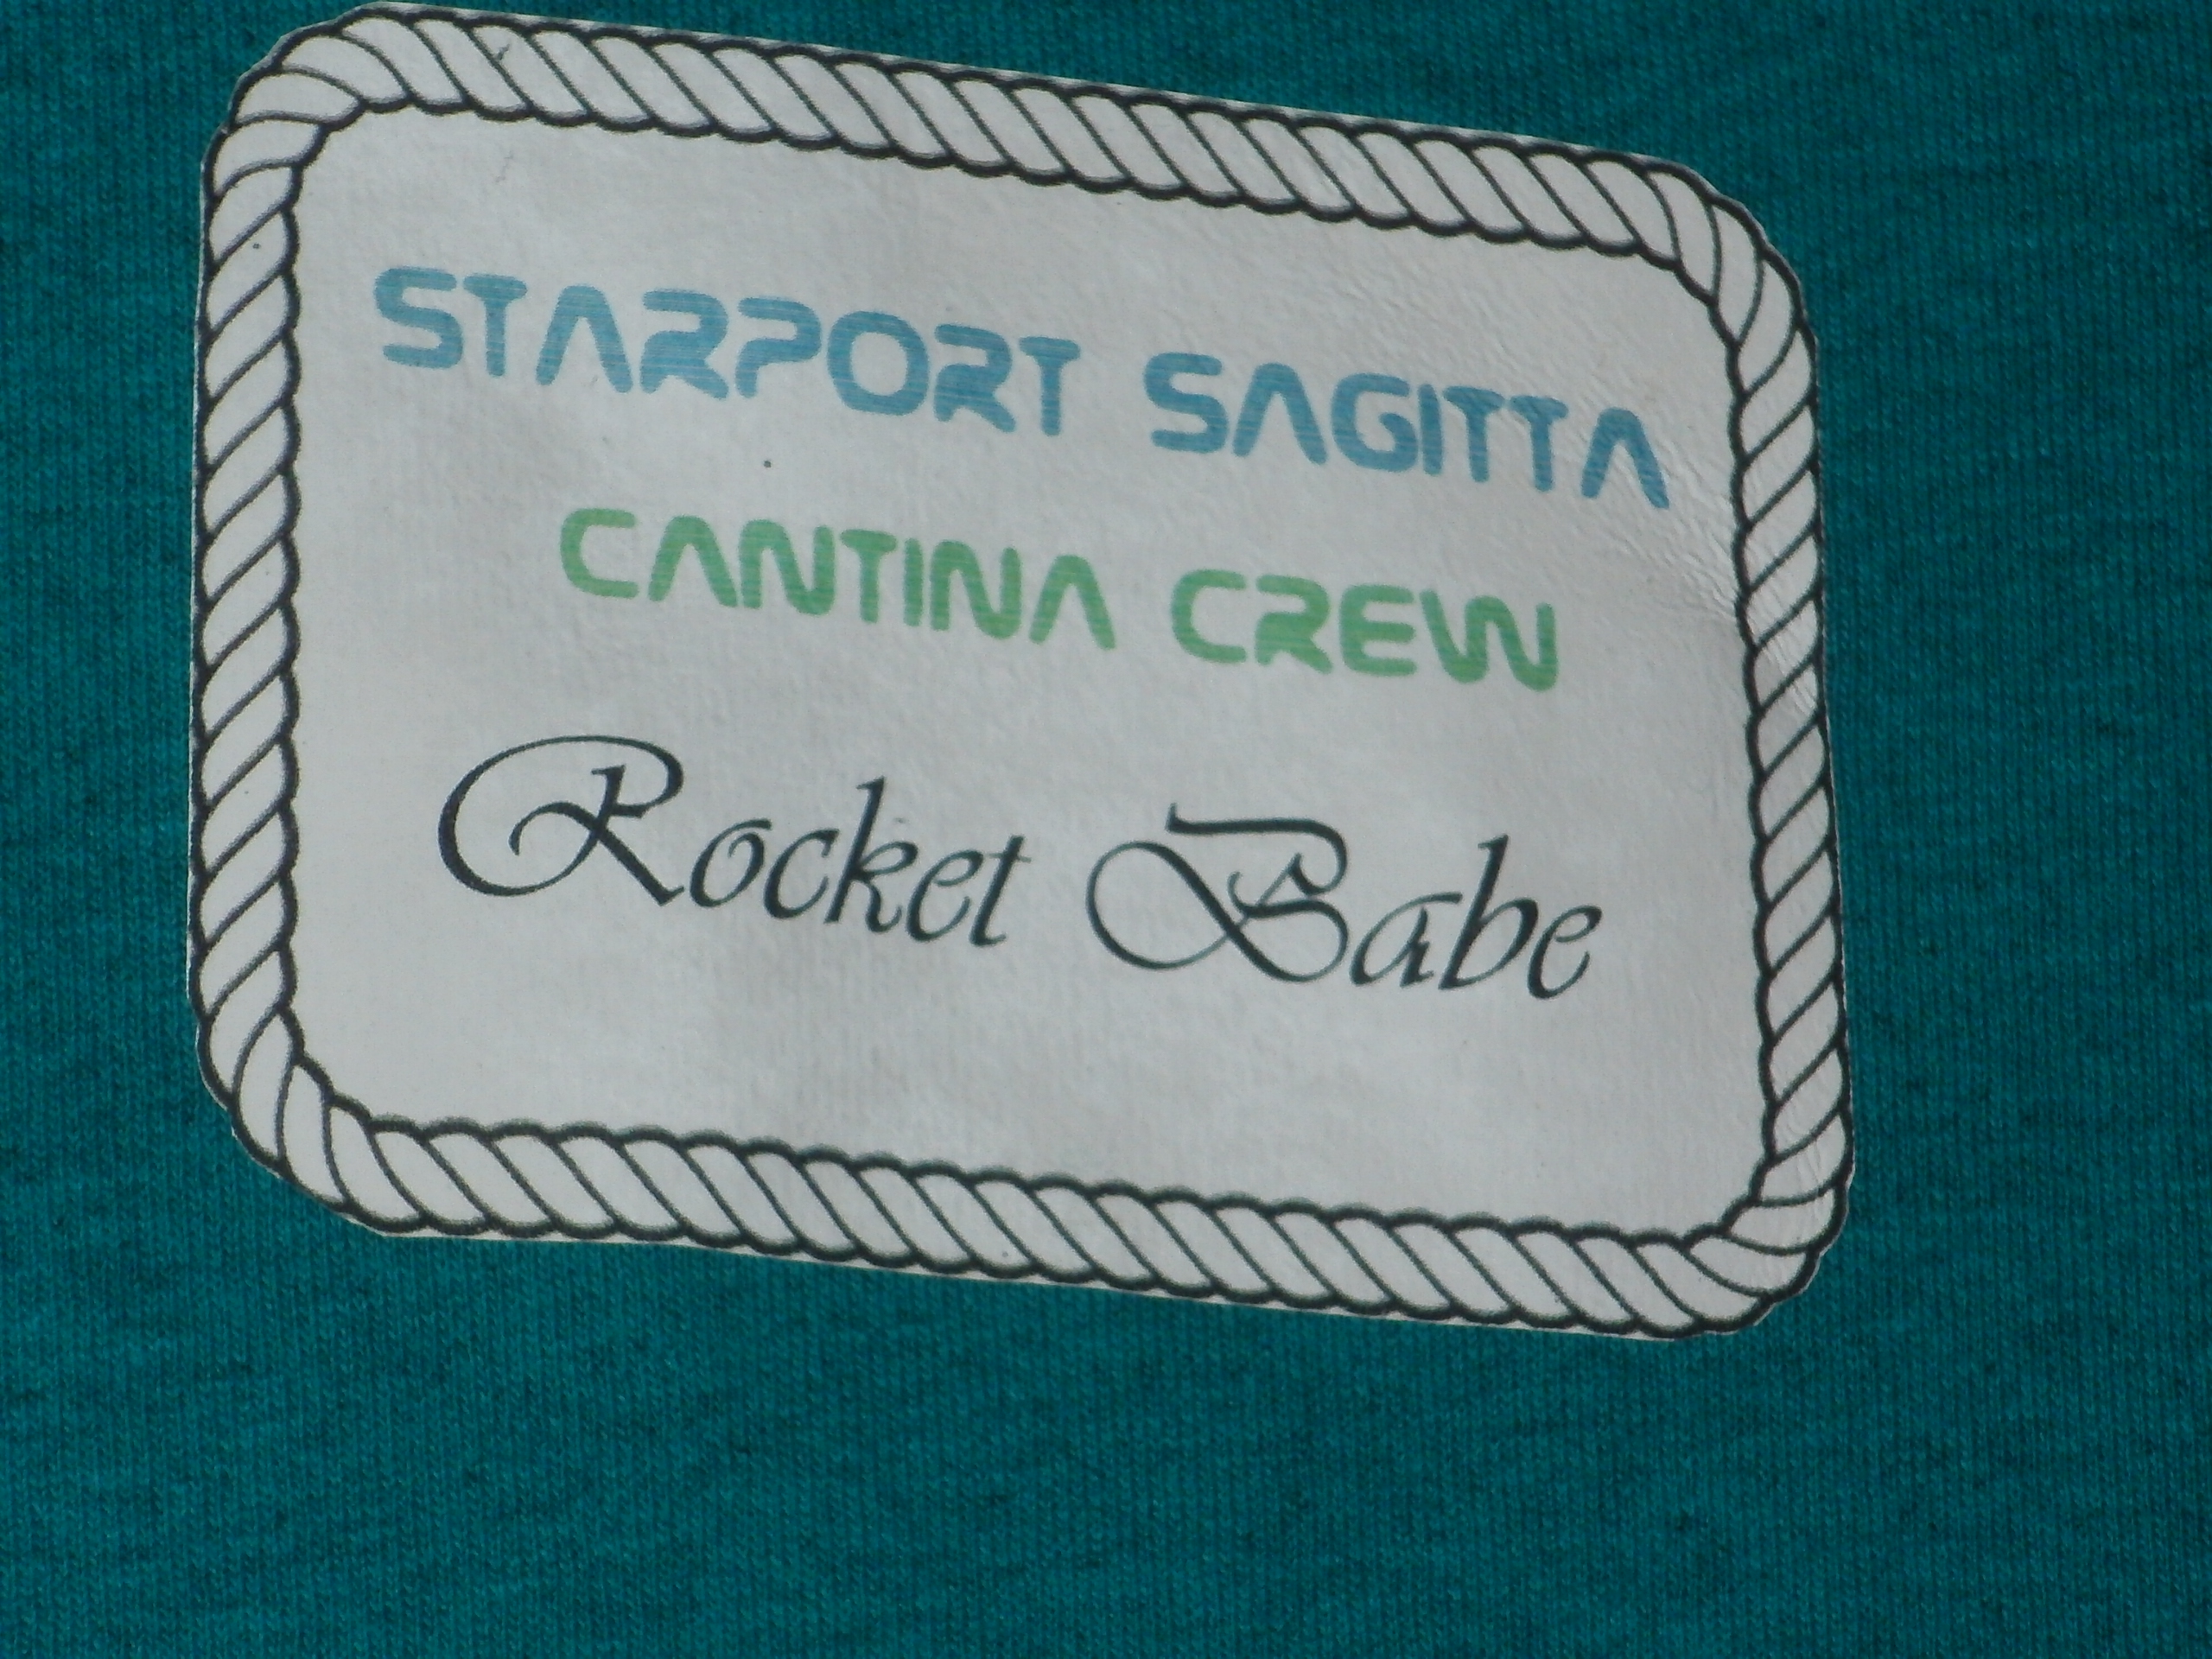 STARPORT SAGITTA
CANTINA CREW
Rocket Babe